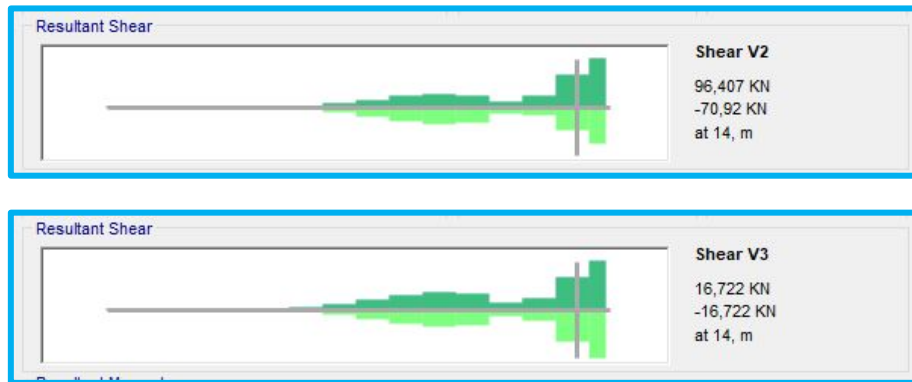 Resultant Shear
Shear V2
96,407 KN
-70,92 KN
at 14, m
Resultant Shear
Shear V3
16,722 KN
-16,722 KN
at 14, m